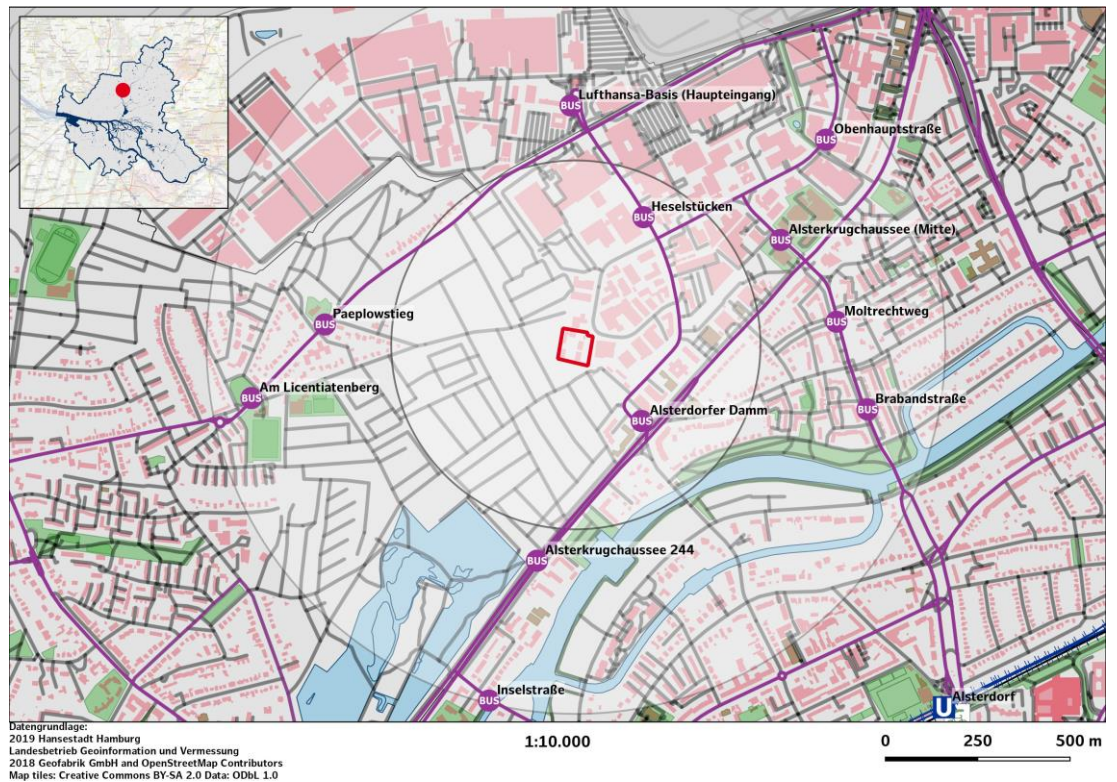 Lufthansa-Basis (Haupteingang)
BUS
Obenhauptstraße
BUS
Heselstücken
BUS
Alsterkrugchaussee (Mitte)
BUS
Paeplowstieg
BUS
Moltrechtweg
BUS
Am Licentiatenberg
BUS
Brabandstraße
BUS
Alsterdorfer Damm
BUS
Alsterkrugchaussee 244
BUS
Inselstraße
BUS
Alsterdorf
U
Datengrundlage:
2019 Hansestadt Hamburg
Landesbetrieb Geoinformation und Vermessung
2018 Geofabrik GmbH and OpenStreetMap Contributors
Map tiles: Creative Commons BY-SA 2.0 Data: ODbL 1.0
1:10.000
0 250 500 m